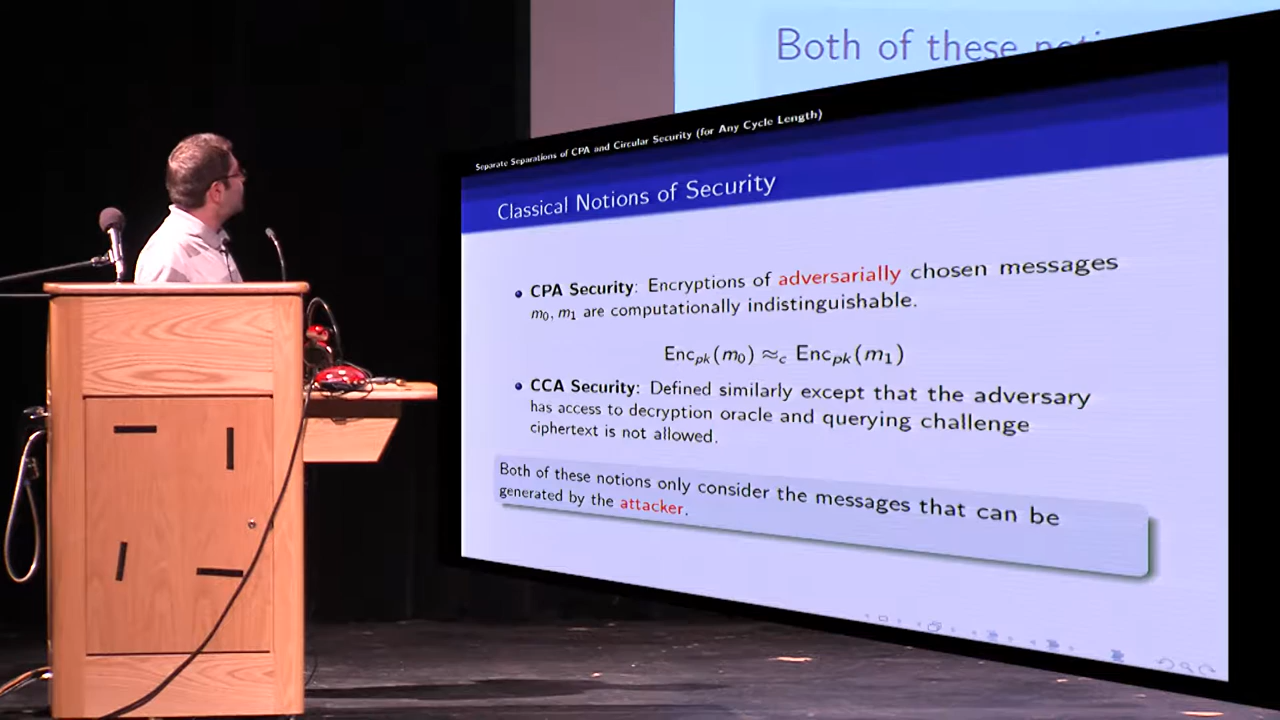 Both of these
Separate Separations of CPA and Circular Security (for Any Cycle Length)
Classical Notions of Security
• CPA Security: Encryptions of adversarially chosen messages
m₀, m₁ are computationally indistinguishable.
Enc_pk(m₀) ≈_c Enc_pk(m₁)
• CCA Security: Defined similarly except that the adversary
has access to decryption oracle and querying challenge
ciphertext is not allowed.
Both of these notions only consider the messages that can be
generated by the attacker.